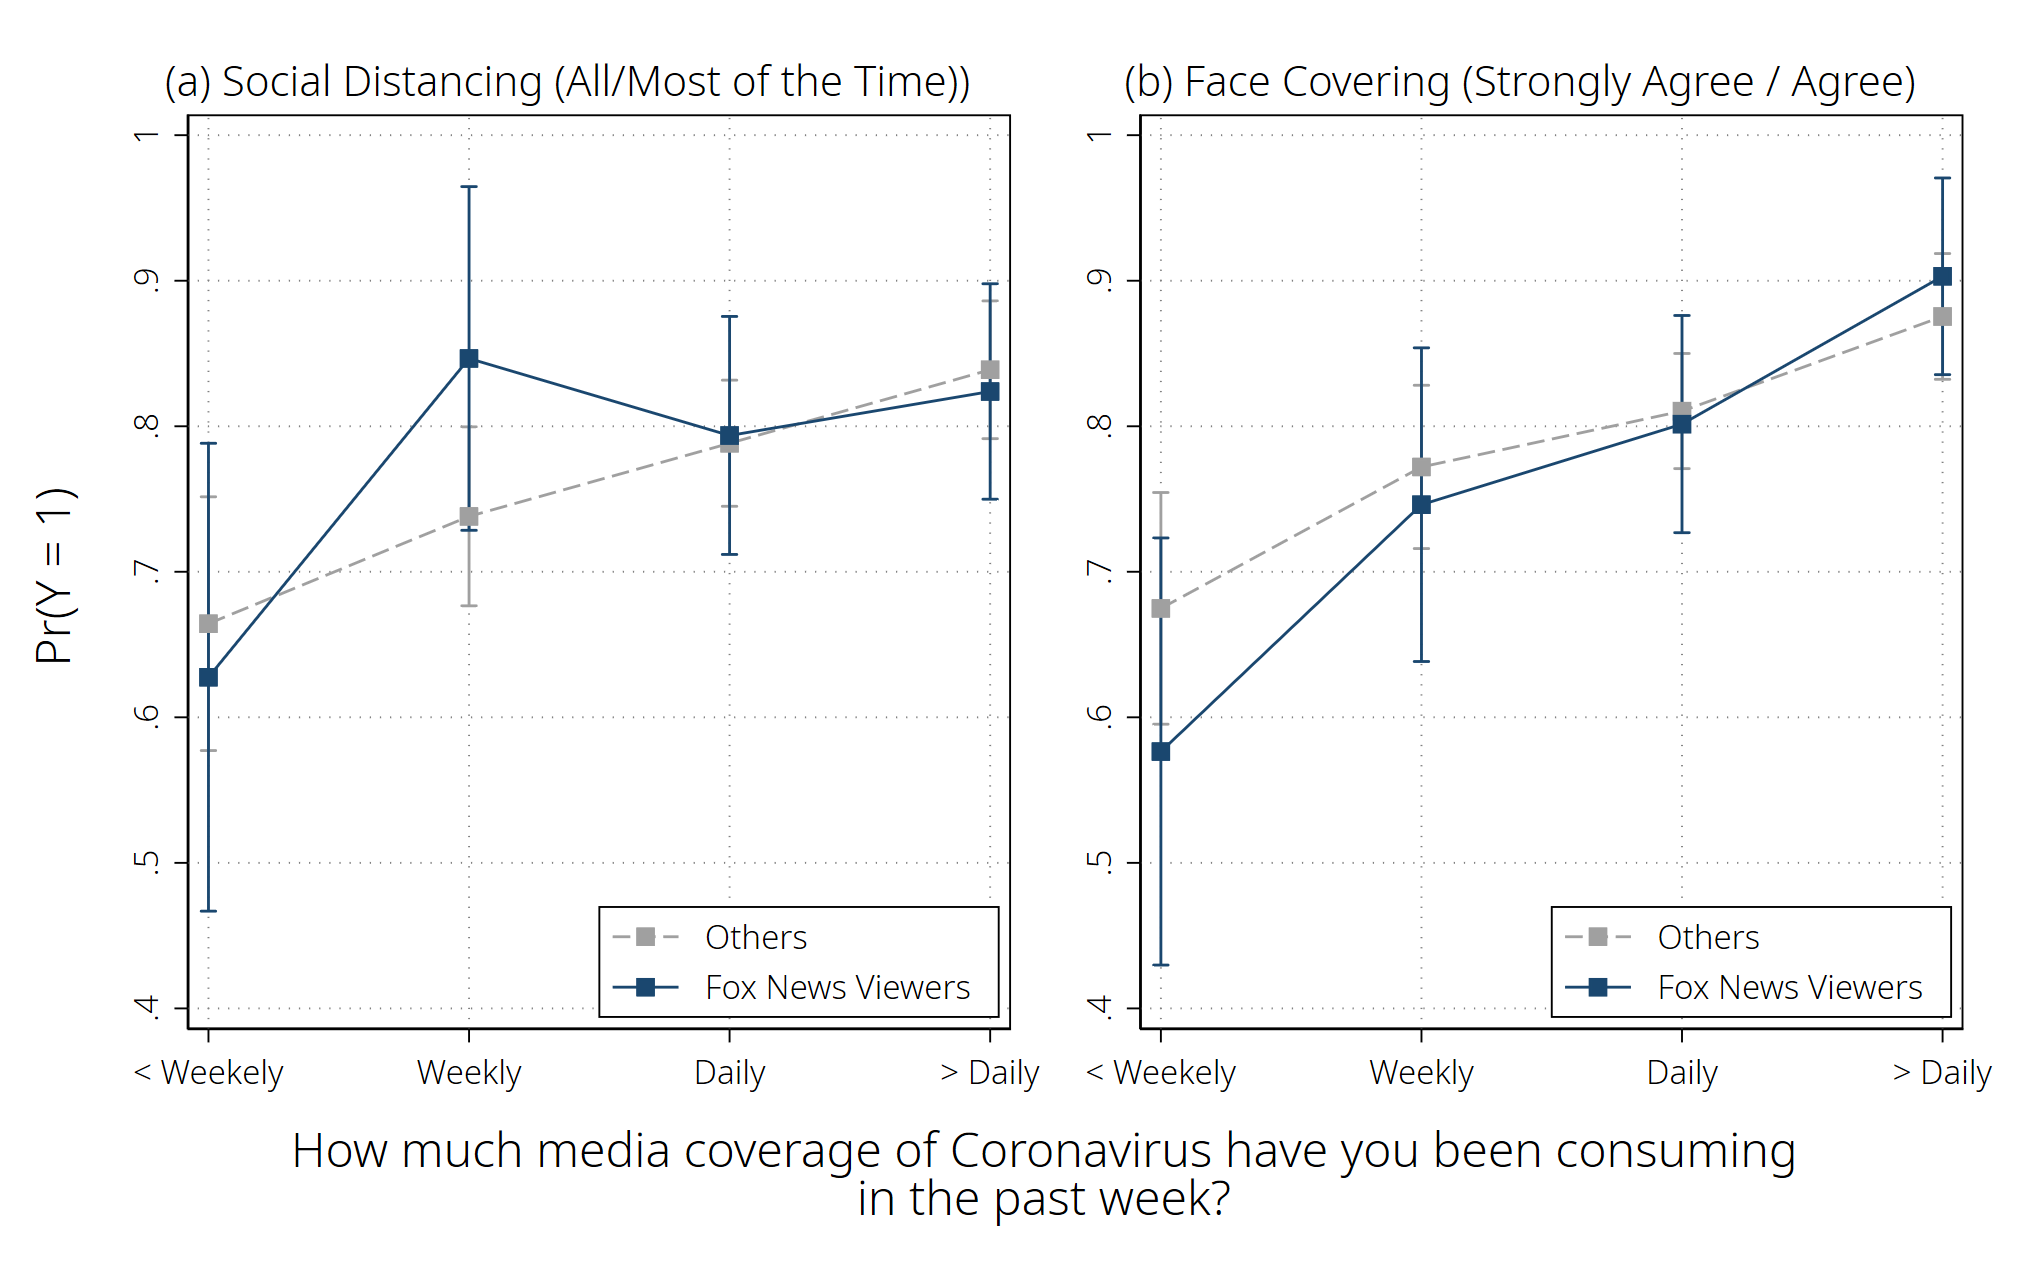 (a) Social Distancing (All/Most of the Time))
1
.9
.8
.7
.6
.5
.4
Pr(Y = 1)
Others
Fox News Viewers
< Weekely
Weekly
Daily
> Daily
(b) Face Covering (Strongly Agree / Agree)
1
.9
.8
.7
.6
.5
.4
Others
Fox News Viewers
< Weekely
Weekly
Daily
> Daily
How much media coverage of Coronavirus have you been consuming
in the past week?